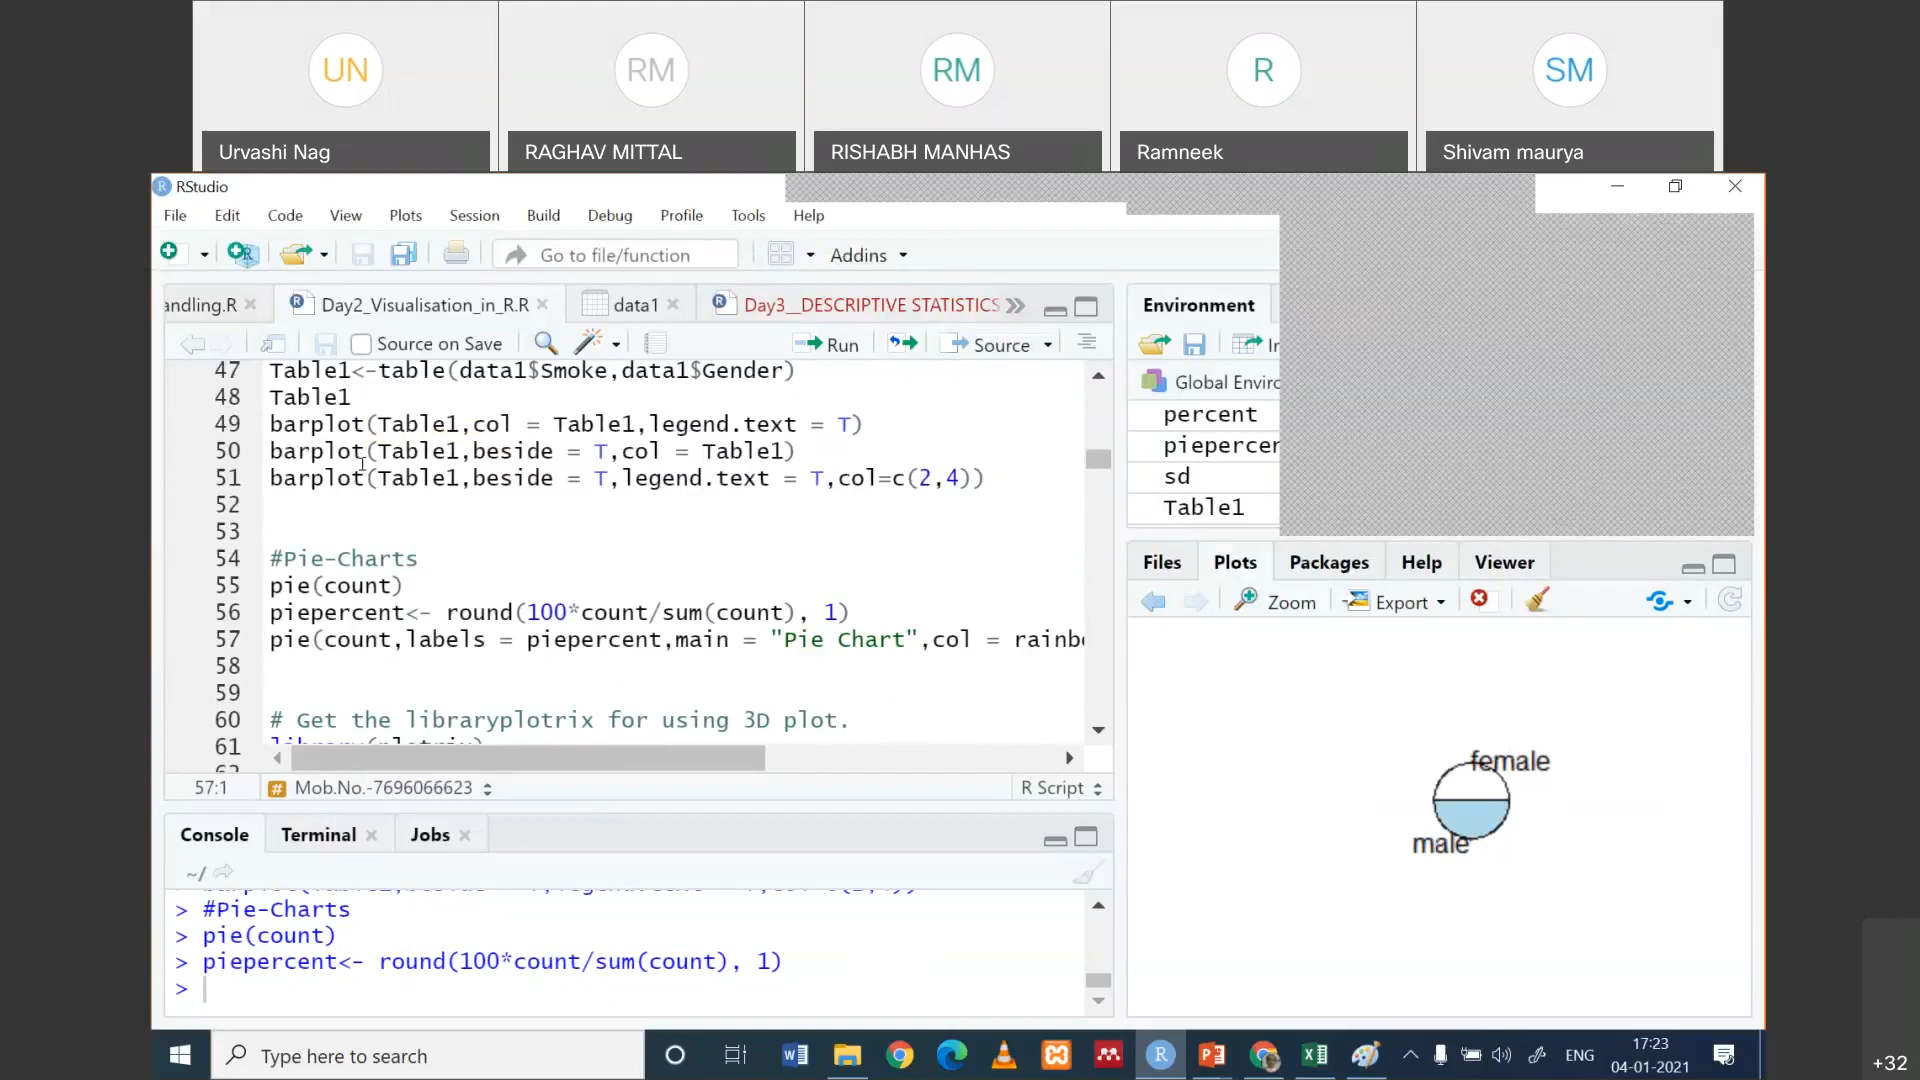 UN
RM
RM
R
SM
Urvashi Nag
RAGHAV MITTAL
RISHABH MANHAS
Ramneek
Shivam maurya
R RStudio
File Edit Code View Plots Session Build Debug Profile Tools Help
Go to file/function
Addins
andling.R
Day2_Visualisation_in_R.R
data1
Day3__DESCRIPTIVE STATISTICS
Source on Save
Run
Source
47 Table1<-table(data1$Smoke,data1$Gender)
48 Table1
49 barplot(Table1,col = Table1,legend.text = T)
50 barplot(Table1,beside = T,col = Table1)
51 barplot(Table1,beside = T,legend.text = T,col=c(2,4))
52
53
54 #Pie-Charts
55 pie(count)
56 piepercent<- round(100*count/sum(count), 1)
57 pie(count,labels = piepercent,main = "Pie Chart",col = rainb
58
59
60 # Get the libraryplotrix for using 3D plot.
61 library(plotrix)
62
57:1
# Mob.No.-7696066623
R Script
Console Terminal Jobs
~/
> #Pie-Charts
> pie(count)
> piepercent<- round(100*count/sum(count), 1)
>
Environment
Global Enviro
percent
piepercer
sd
Table1
Files Plots Packages Help Viewer
Zoom
Export
female
male
Type here to search
ENG
17:23
04-01-2021
+32